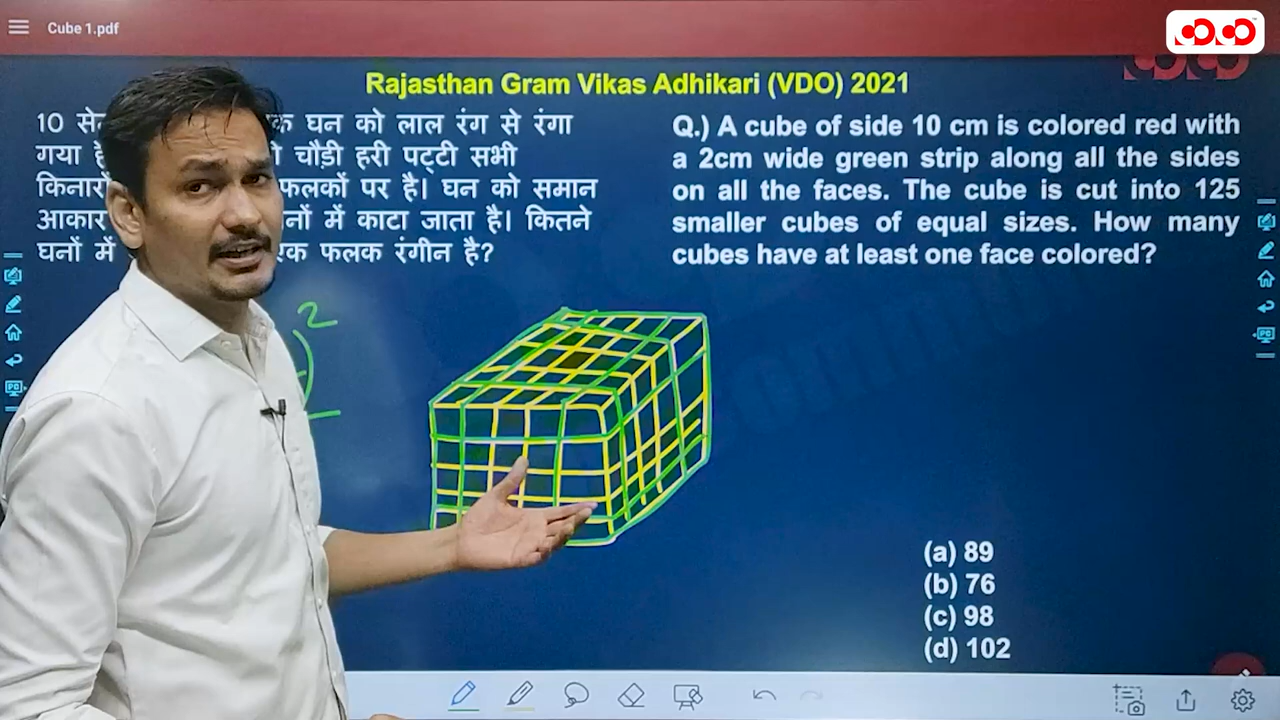 Cube 1.pdf
Rajasthan Gram Vikas Adhikari (VDO) 2021
10 घन को लाल रंग से रंगा
गया चौड़ी हरी पट्टी सभी
फलकों पर है। घन को समान
आकार में काटा जाता है। कितने
घनों में फलक रंगीन है?
Q.) A cube of side 10 cm is colored red with
a 2cm wide green strip along all the sides
on all the faces. The cube is cut into 125
smaller cubes of equal sizes. How many
cubes have at least one face colored?
2
(a) 89
(b) 76
(c) 98
(d) 102